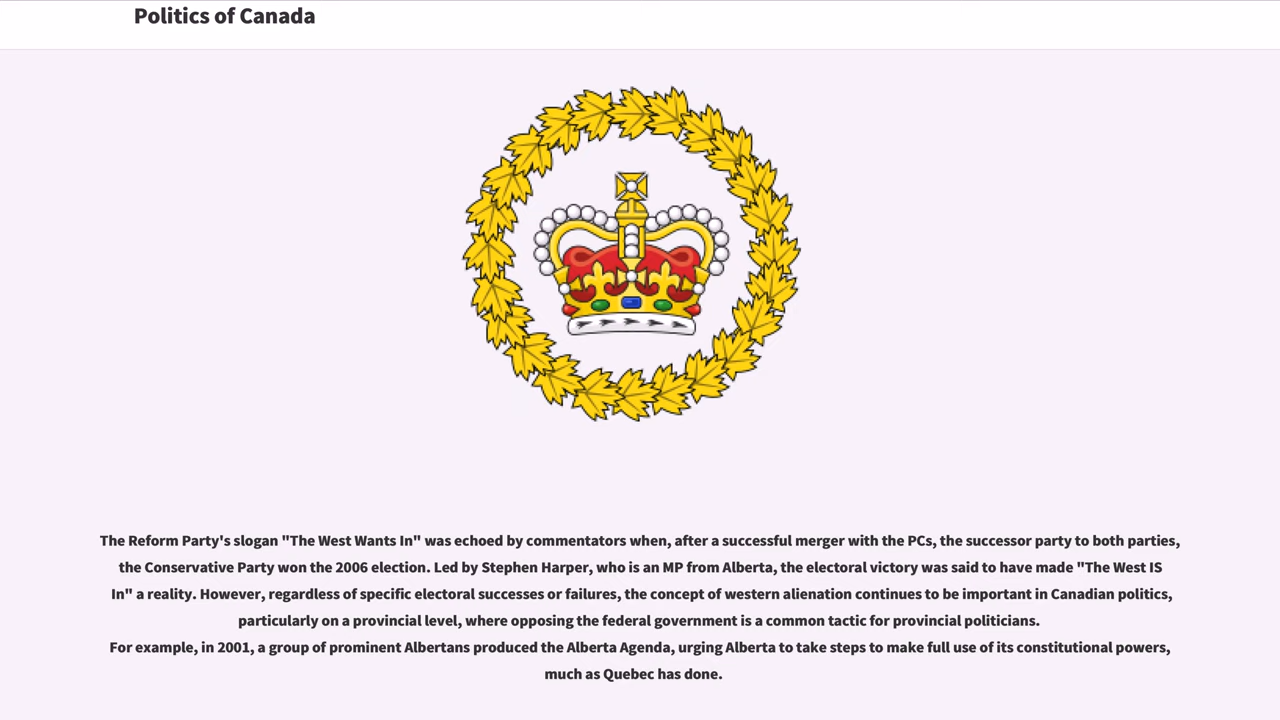 Politics of Canada
The Reform Party's slogan "The West Wants In" was echoed by commentators when, after a successful merger with the PCs, the successor party to both parties,
the Conservative Party won the 2006 election. Led by Stephen Harper, who is an MP from Alberta, the electoral victory was said to have made "The West IS
In" a reality. However, regardless of specific electoral successes or failures, the concept of western alienation continues to be important in Canadian politics,
particularly on a provincial level, where opposing the federal government is a common tactic for provincial politicians.
For example, in 2001, a group of prominent Albertans produced the Alberta Agenda, urging Alberta to take steps to make full use of its constitutional powers,
much as Quebec has done.